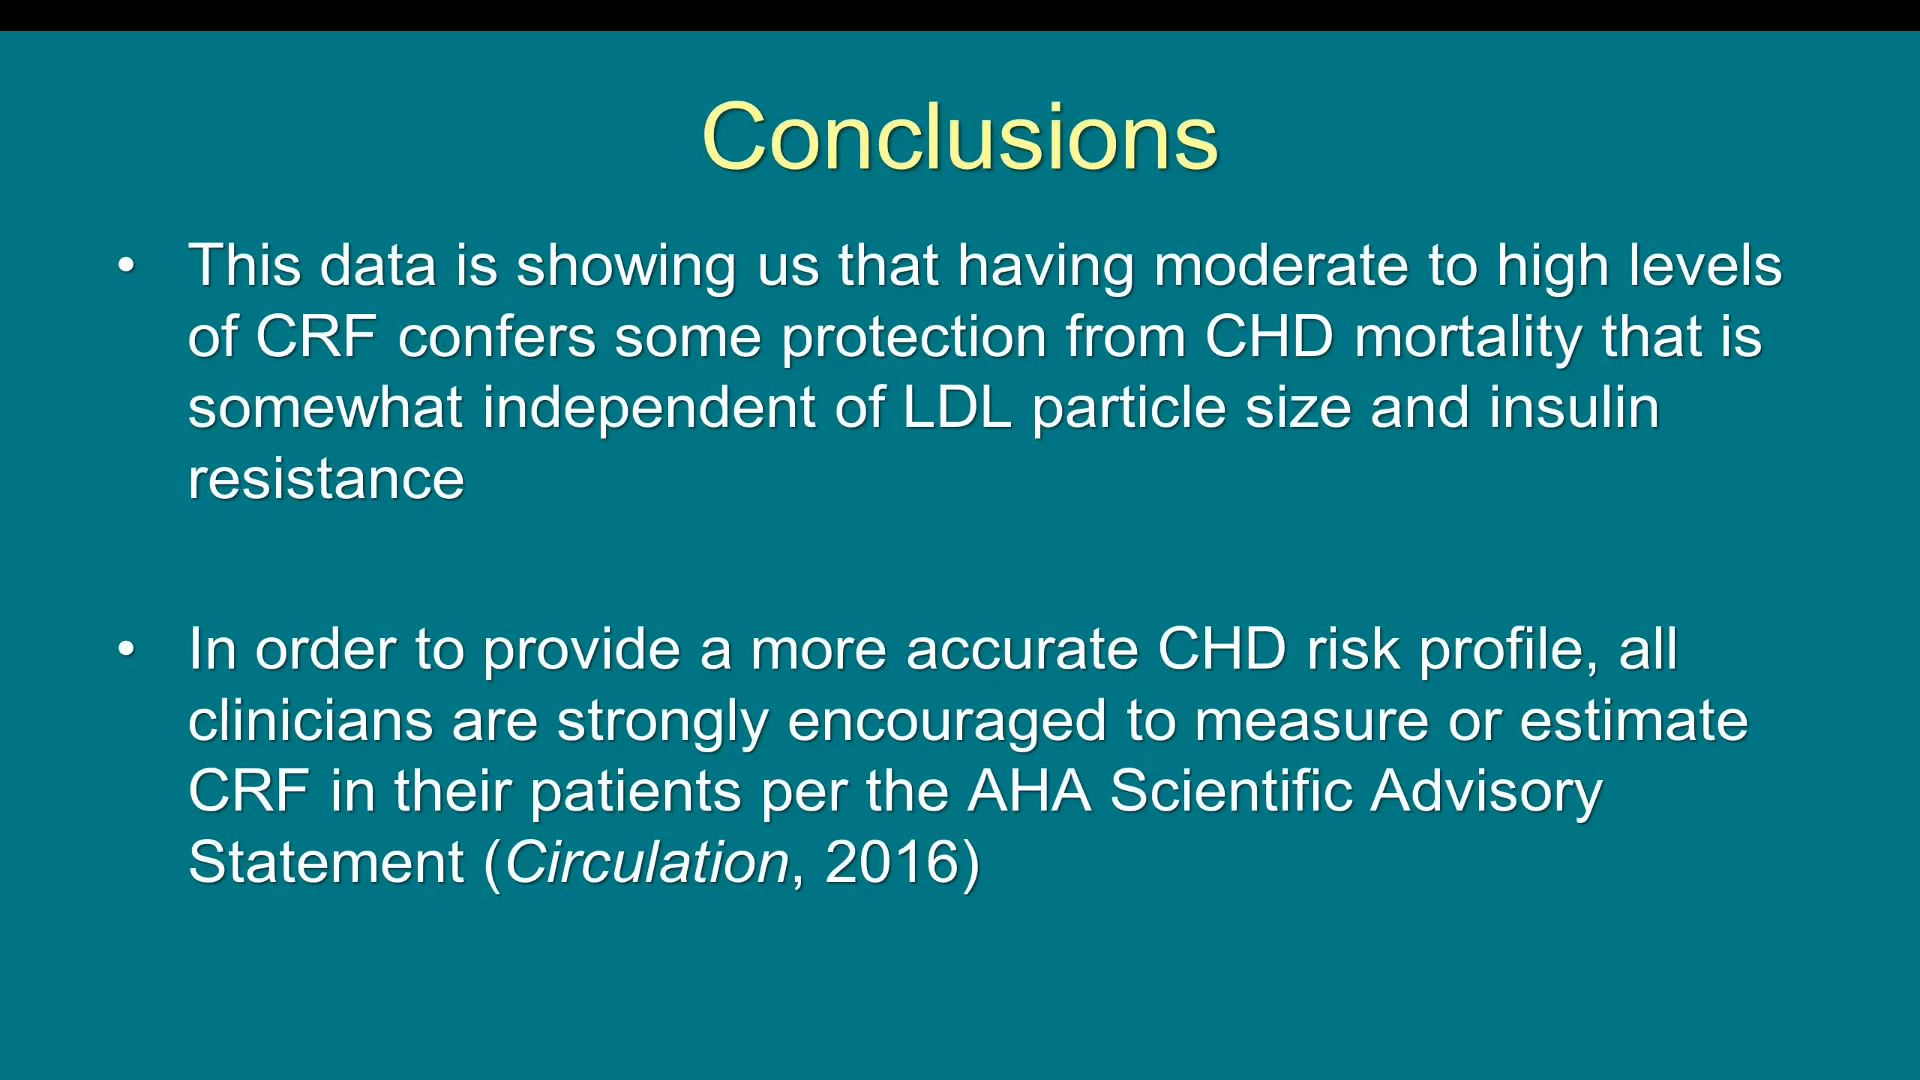 Conclusions
• This data is showing us that having moderate to high levels
of CRF confers some protection from CHD mortality that is
somewhat independent of LDL particle size and insulin
resistance
• In order to provide a more accurate CHD risk profile, all
clinicians are strongly encouraged to measure or estimate
CRF in their patients per the AHA Scientific Advisory
Statement (Circulation, 2016)